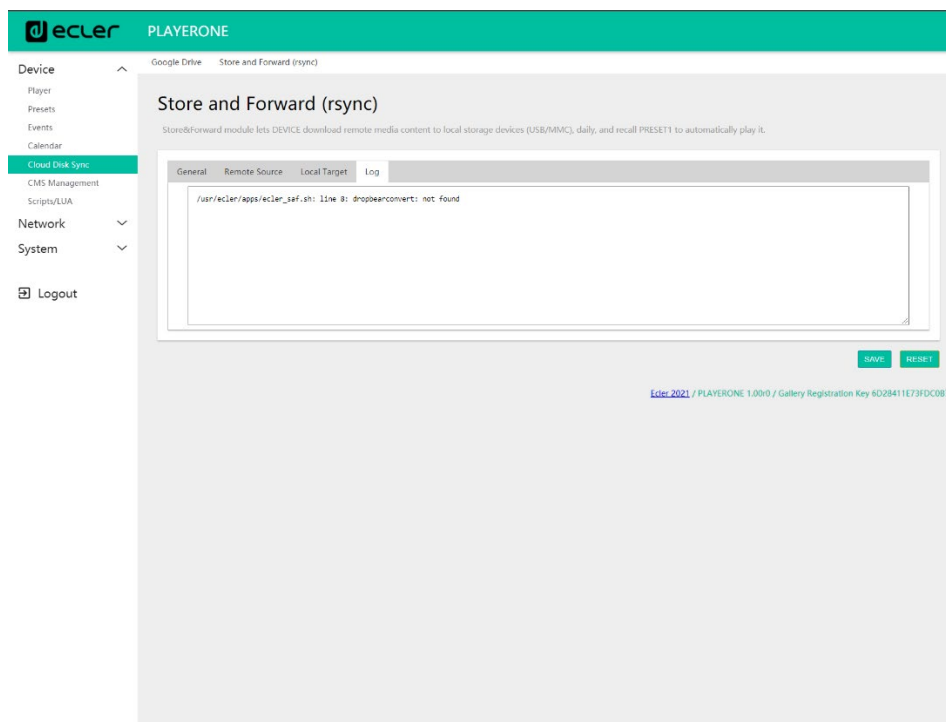 ecler PLAYERONE
Device
Player
Presets
Events
Calendar
Cloud Disk Sync
CMS Management
Scripts/LUA
Network
System
Logout
Google Drive Store and Forward (rsync)
Store and Forward (rsync)
Store&Forward module lets DEVICE download remote media content to local storage devices (USB/MMC), daily, and recall PRESET1 to automatically play it.
General Remote Source Local Target Log
/usr/ecler/apps/ecler_saf.sh: line 8: dropbearconvert: not found
SAVE RESET
Ecler 2021 / PLAYERONE 1.00r0 / Gallery Registration Key 6D28411E73FDC0B